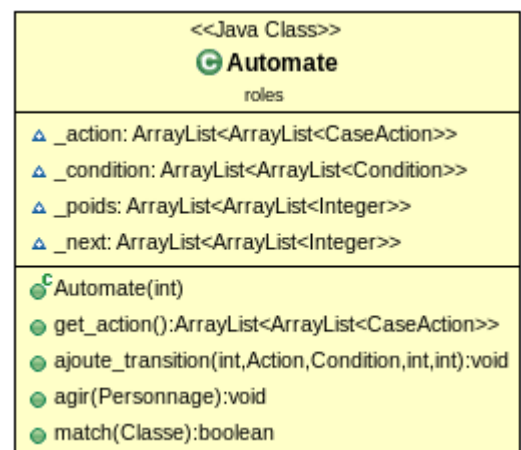 <<Java Class>>
C Automate
roles
_action: ArrayList<ArrayList<CaseAction>>
_condition: ArrayList<ArrayList<Condition>>
_poids: ArrayList<ArrayList<Integer>>
_next: ArrayList<ArrayList<Integer>>
C Automate(int)
get_action():ArrayList<ArrayList<CaseAction>>
ajoute_transition(int,Action,Condition,int,int):void
agir(Personnage):void
match(Classe):boolean